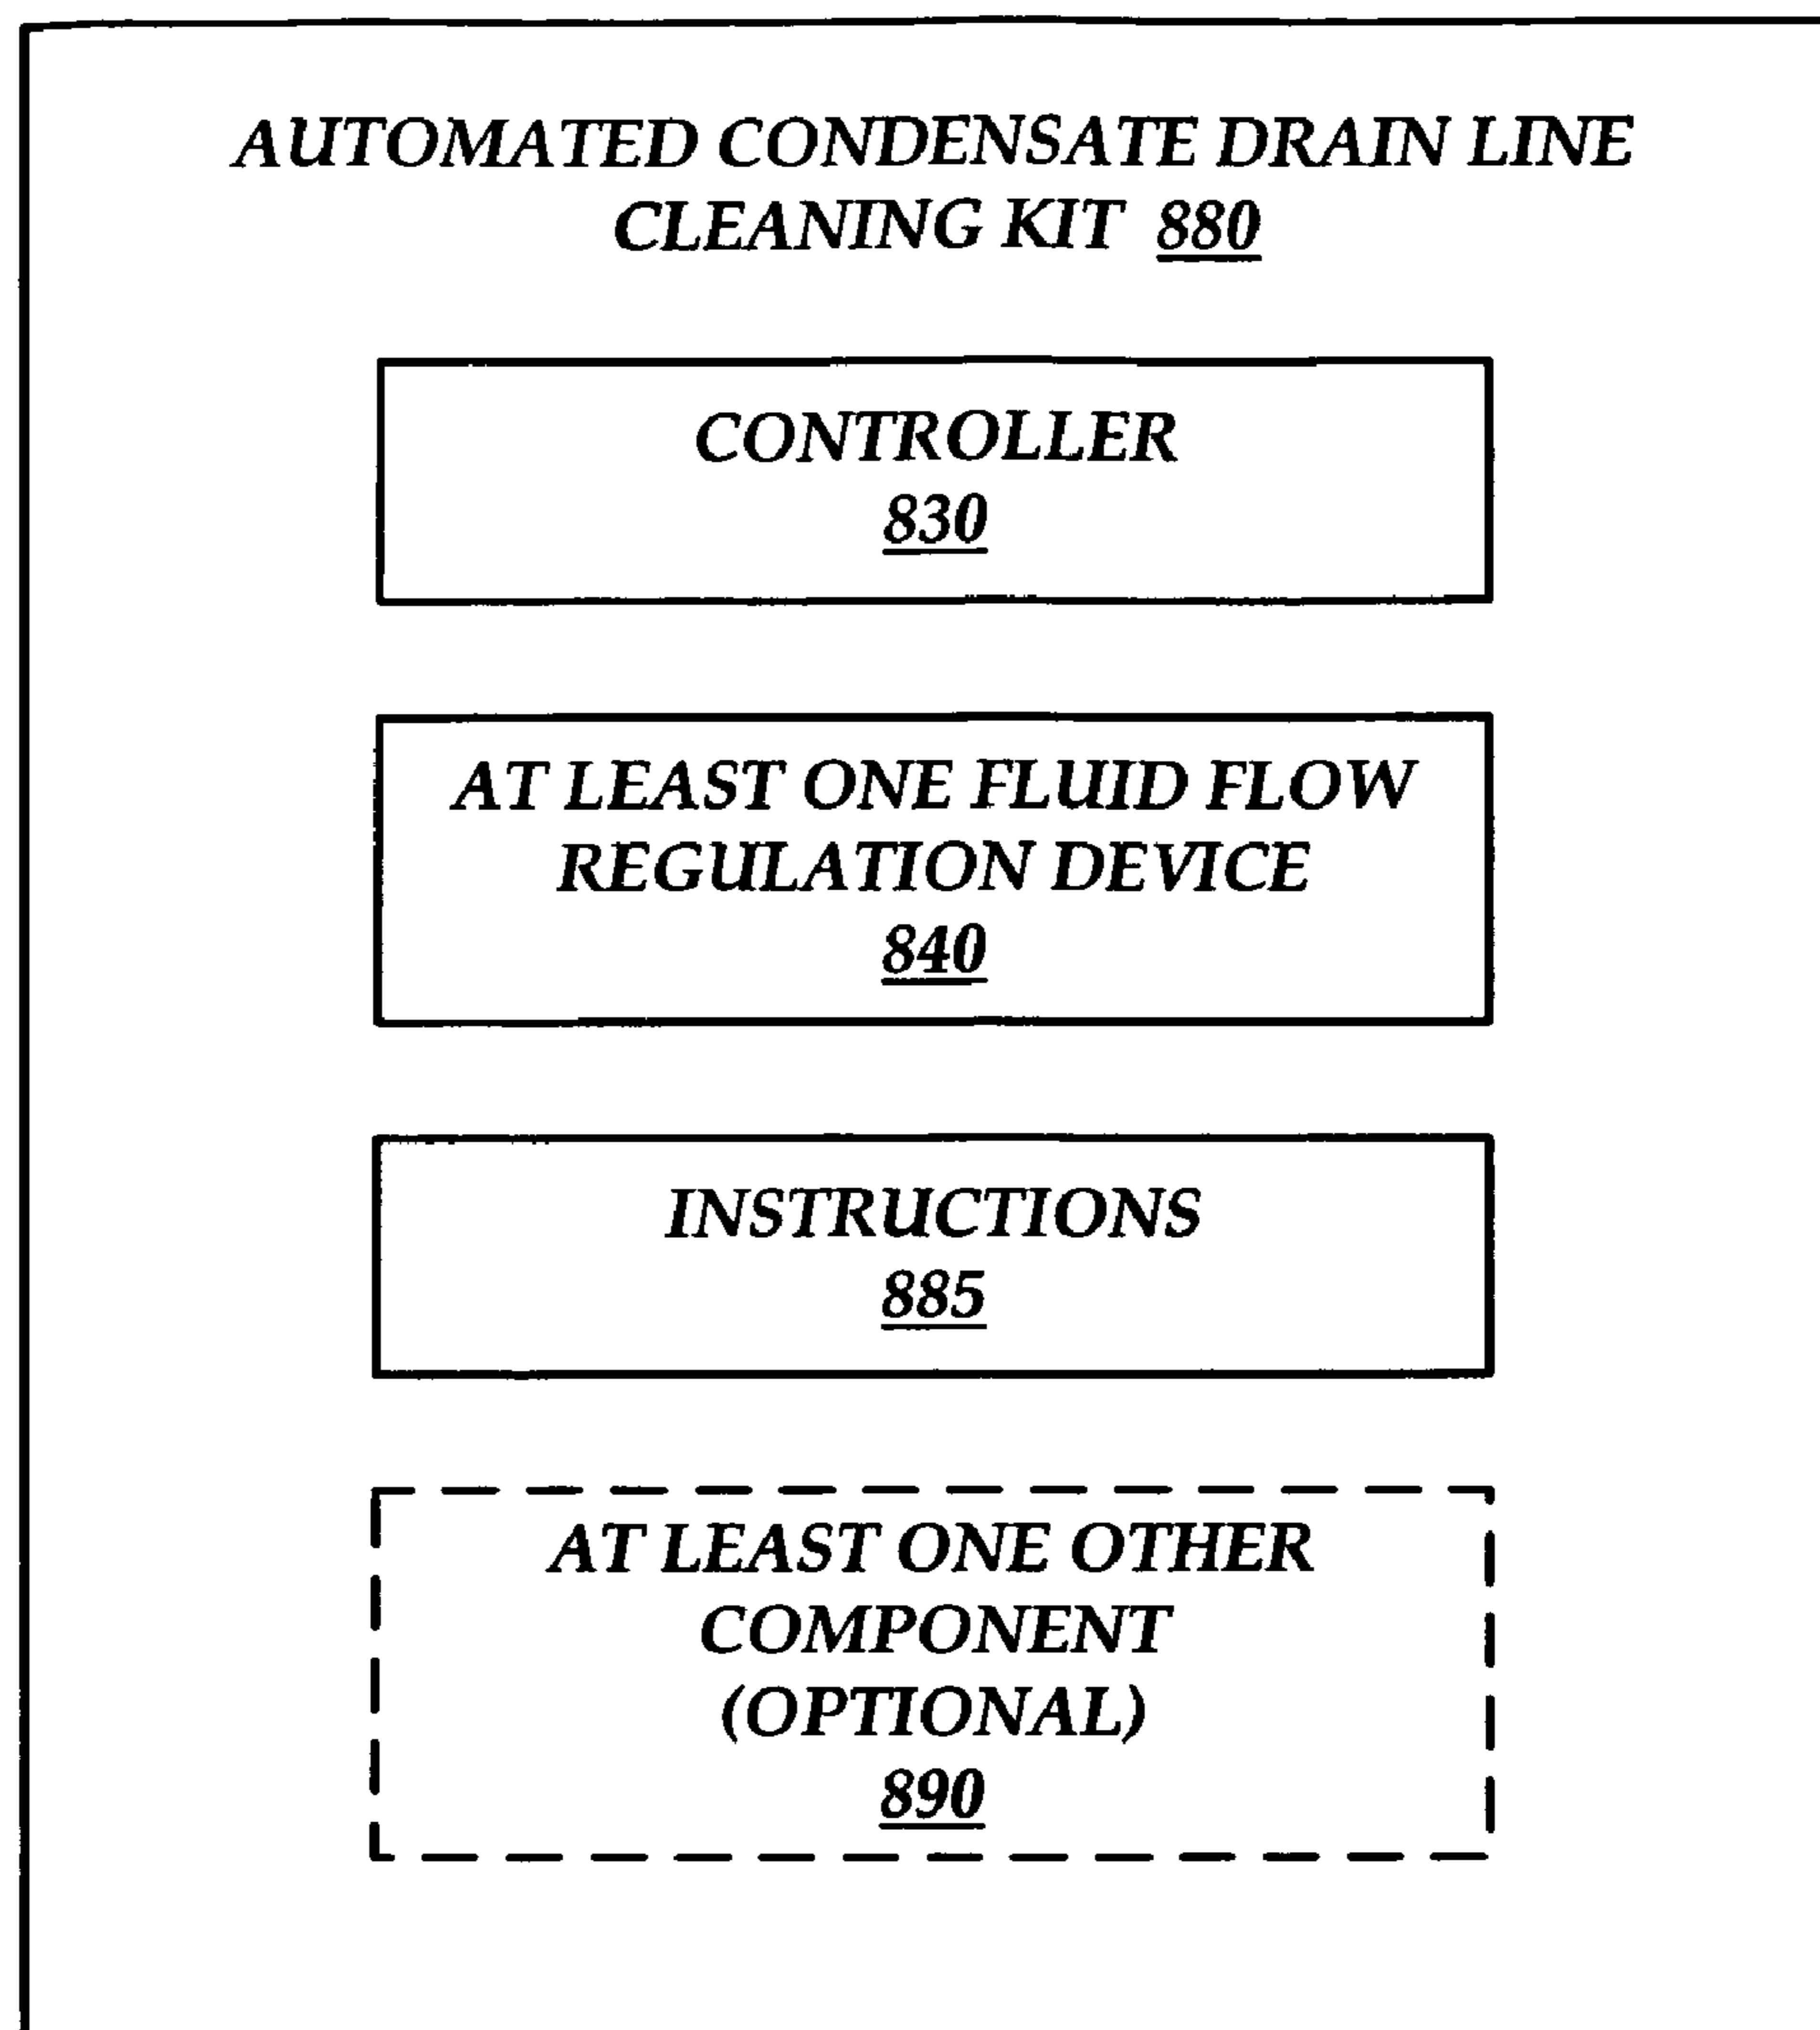 AUTOMATED CONDENSATE DRAIN LINE
CLEANING KIT 880
CONTROLLER
830
AT LEAST ONE FLUID FLOW
REGULATION DEVICE
840
INSTRUCTIONS
885
AT LEAST ONE OTHER
COMPONENT
(OPTIONAL)
890